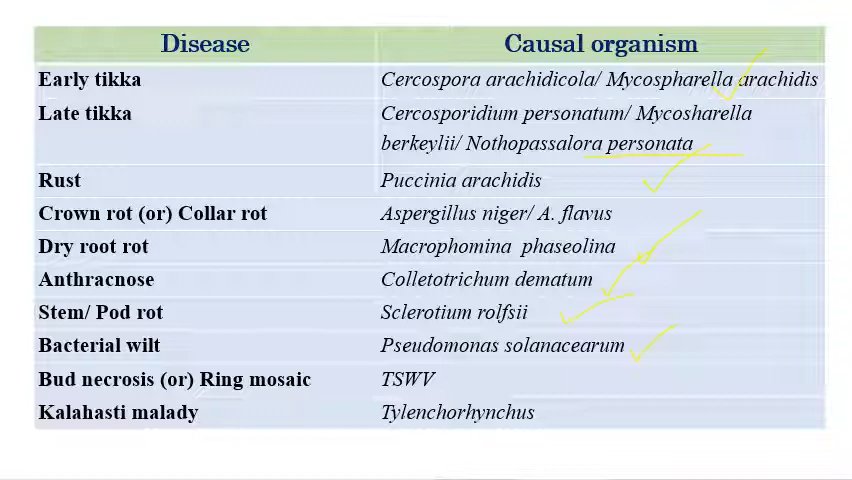 Disease Causal organism
Early tikka Cercospora arachidicola/ Mycospharella arachidis
Late tikka Cercosporidium personatum/ Mycosharella
berkeylii/ Nothopassalora personata
Rust Puccinia arachidis
Crown rot (or) Collar rot Aspergillus niger/ A. flavus
Dry root rot Macrophomina phaseolina
Anthracnose Colletotrichum dematum
Stem/ Pod rot Sclerotium rolfsii
Bacterial wilt Pseudomonas solanacearum
Bud necrosis (or) Ring mosaic TSWV
Kalahasti malady Tylenchorhynchus